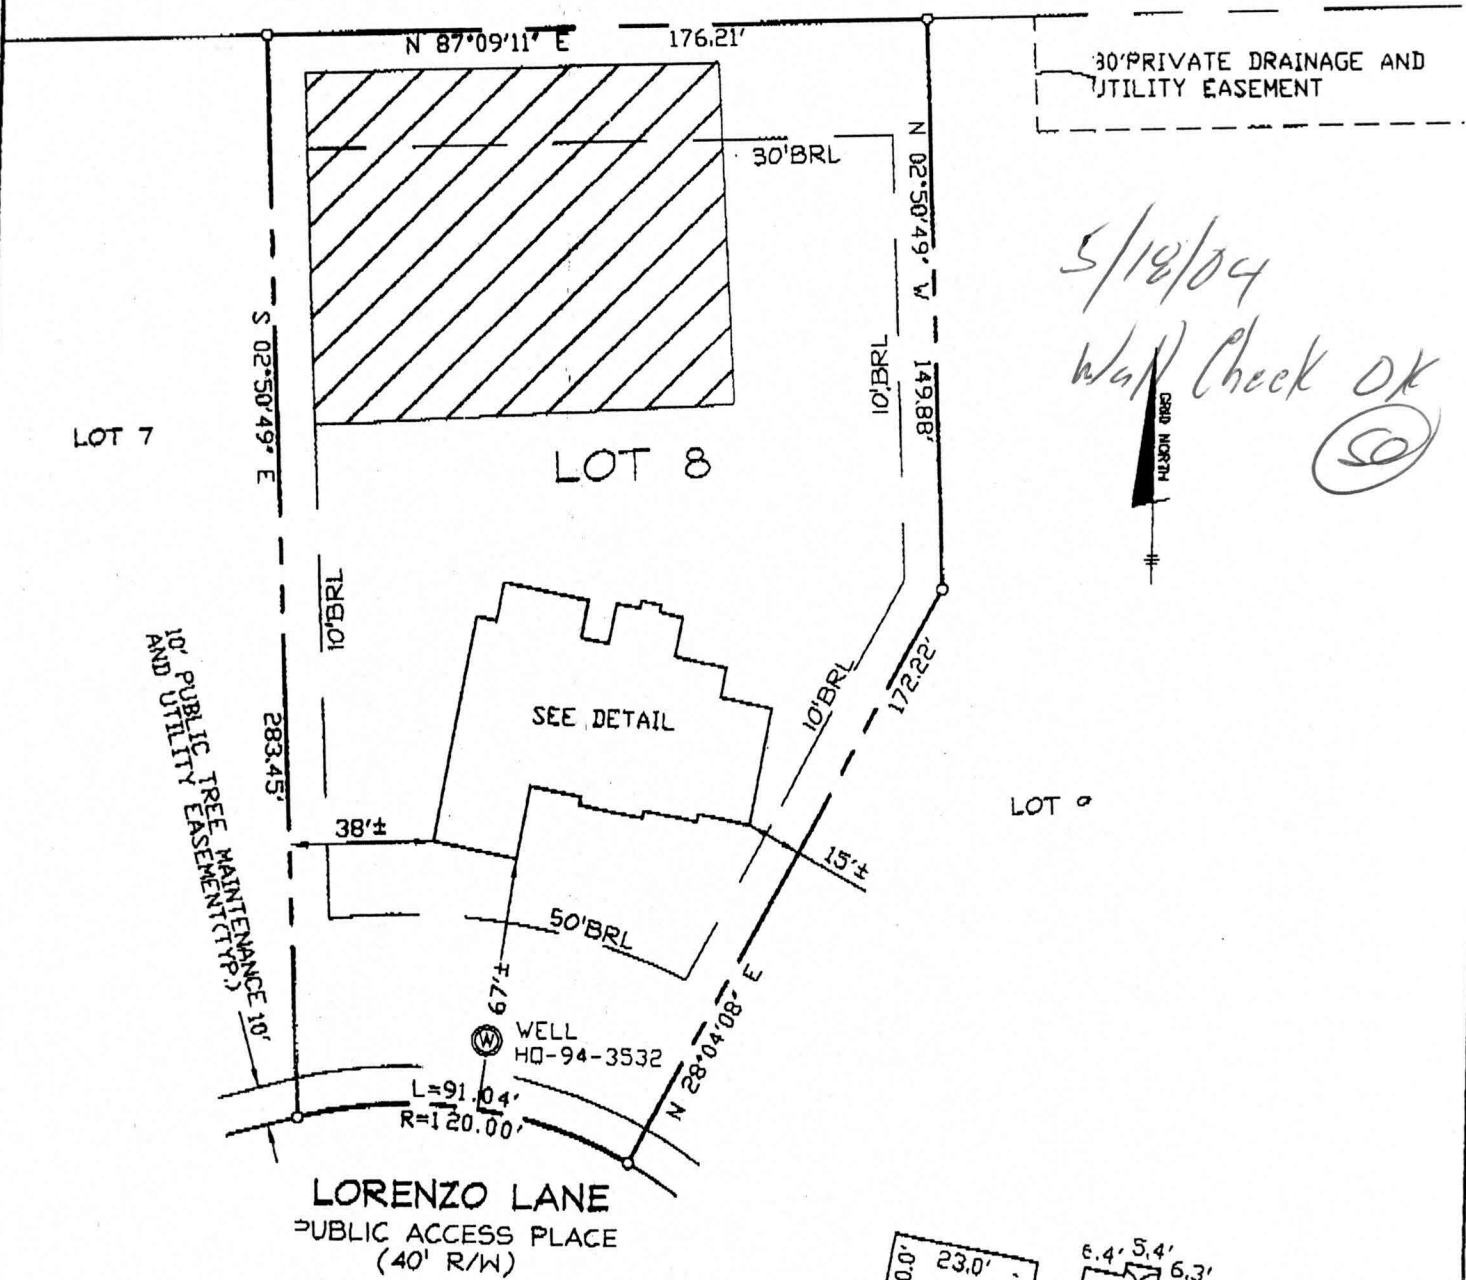 N 87°09'11" E 176.21'
30'PRIVATE DRAINAGE AND
UTILITY EASEMENT
30'BRL
N 02°50'49" W 149.88'
5/18/04
Wall Check OK
GRID NORTH
S 02°50'49" E 283.45'
10'BRL
LOT 7
LOT 8
10'BRL
10' PUBLIC TREE MAINTENANCE
AND UTILITY EASEMENT(TYP.)
10'
SEE DETAIL
10'BRL
172.22'
N 28°04'08" E
LOT 9
38'±
15'±
50'BRL
67'±
W
WELL
HO-94-3532
L=91.04'
R=120.00'
LORENZO LANE
PUBLIC ACCESS PLACE
(40' R/W)
23.0'
6.4' 5.4'
6.3'